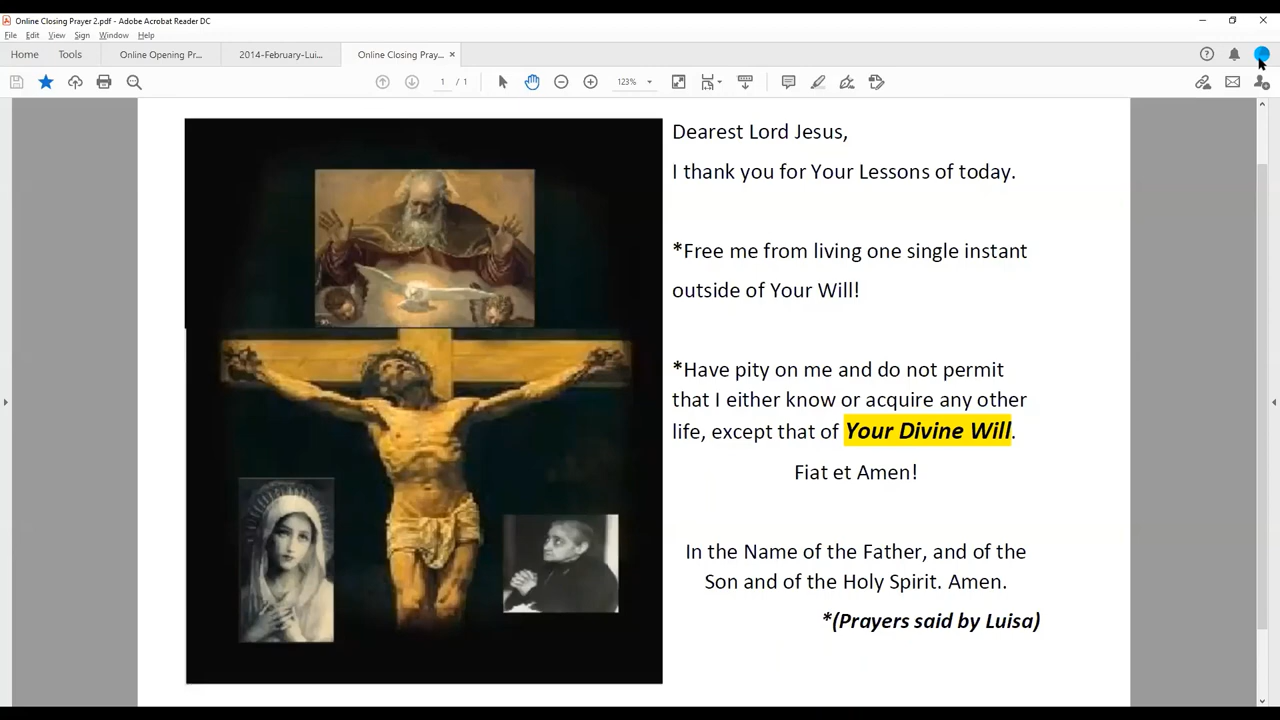 Online Closing Prayer 2.pdf - Adobe Acrobat Reader DC
File Edit View Sign Window Help
Home Tools Online Opening Pr... 2014-February-Lui... Online Closing Pray... ×
1 / 1 123%
Dearest Lord Jesus,
I thank you for Your Lessons of today.
*Free me from living one single instant
outside of Your Will!
*Have pity on me and do not permit
that I either know or acquire any other
life, except that of Your Divine Will.
Fiat et Amen!
In the Name of the Father, and of the
Son and of the Holy Spirit. Amen.
*(Prayers said by Luisa)